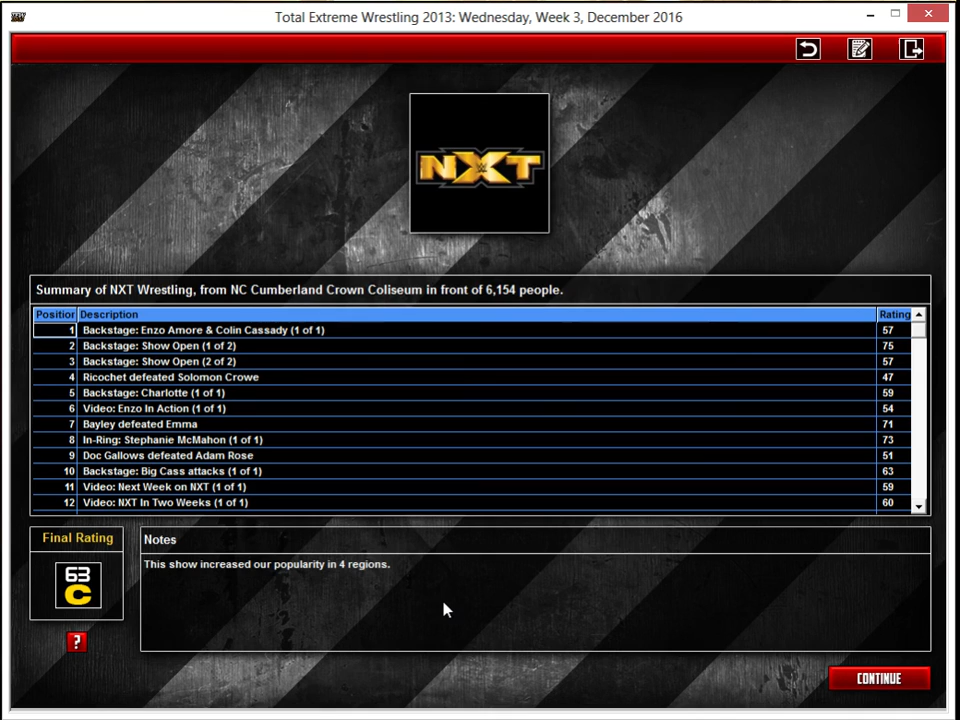 Total Extreme Wrestling 2013: Wednesday, Week 3, December 2016
NXT
Summary of NXT Wrestling, from NC Cumberland Crown Coliseum in front of 6,154 people.
Position Description Rating
1 Backstage: Enzo Amore & Colin Cassady (1 of 1) 57
2 Backstage: Show Open (1 of 2) 75
3 Backstage: Show Open (2 of 2) 57
4 Ricochet defeated Solomon Crowe 47
5 Backstage: Charlotte (1 of 1) 59
6 Video: Enzo In Action (1 of 1) 54
7 Bayley defeated Emma 71
8 In-Ring: Stephanie McMahon (1 of 1) 73
9 Doc Gallows defeated Adam Rose 51
10 Backstage: Big Cass attacks (1 of 1) 63
11 Video: Next Week on NXT (1 of 1) 59
12 Video: NXT In Two Weeks (1 of 1) 60
Final Rating
63
C
?
Notes
This show increased our popularity in 4 regions.
CONTINUE